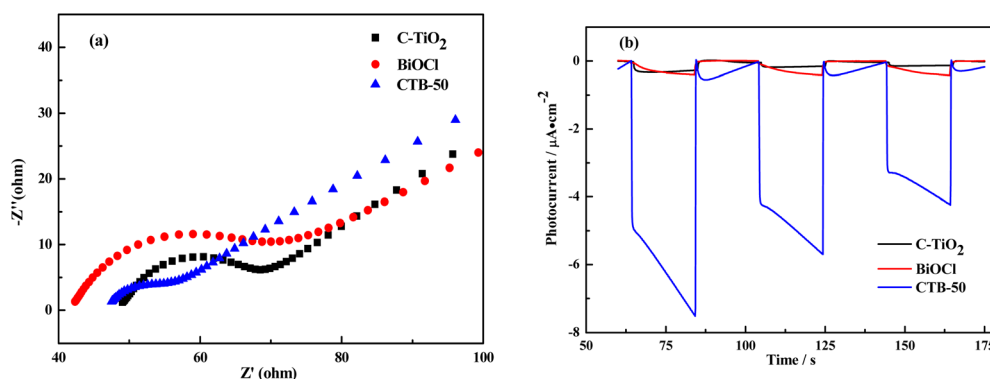 (a)
C-TiO₂
BiOCl
CTB-50
40
30
20
10
0
-Z''(ohm)
40 60 80 100
Z' (ohm)
(b)
0
-2
-4
-6
-8
Photocurrent / μA•cm⁻²
C-TiO₂
BiOCl
CTB-50
50 75 100 125 150 175
Time / s